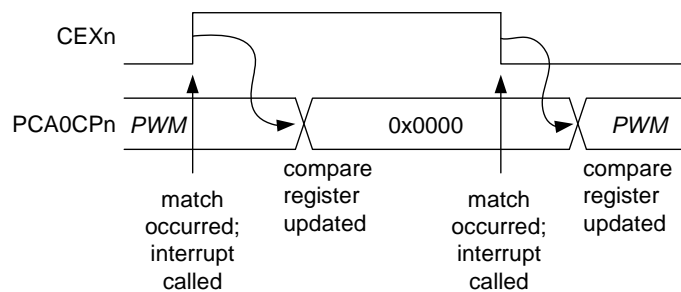 CEXn
PCA0CPn
PWM
0x0000
PWM
match
occurred;
interrupt
called
compare
register
updated
match
occurred;
interrupt
called
compare
register
updated